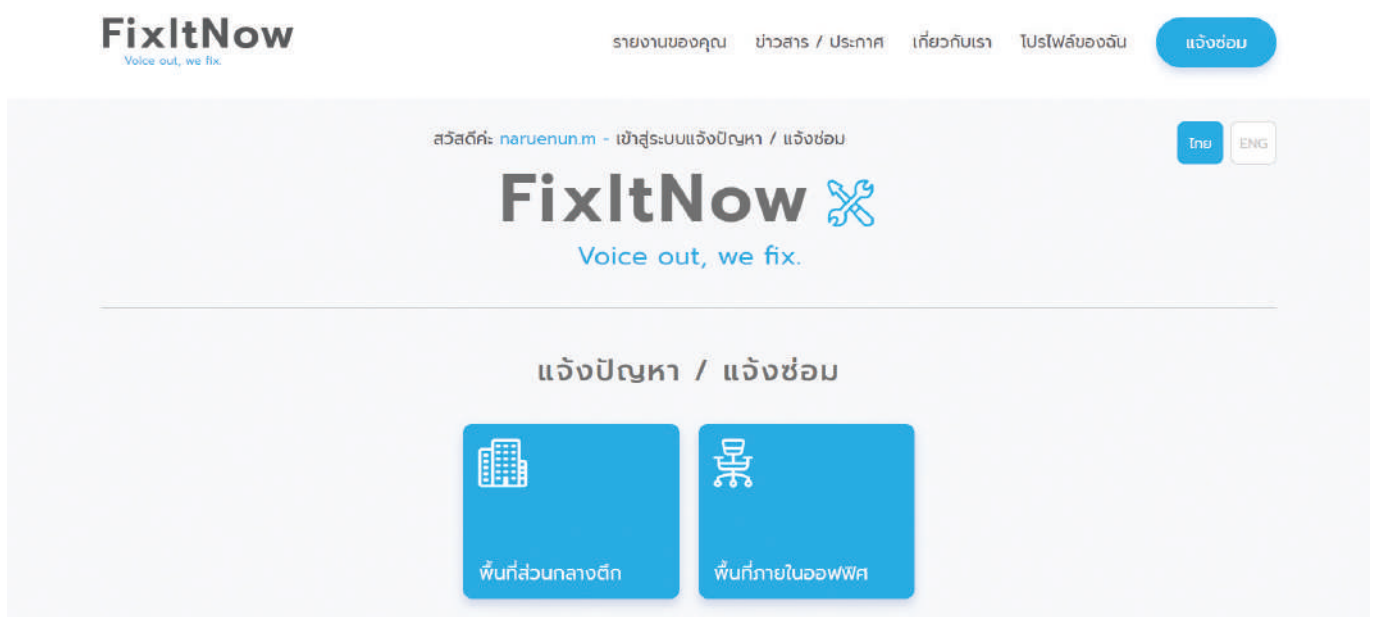 FixItNow
Voice out, we fix.
รายงานของคุณ ข่าวสาร / ประกาศ เกี่ยวกับเรา โปรไฟล์ของฉัน แจ้งซ่อม
สวัสดีค่ะ naruenun.m - เข้าสู่ระบบแจ้งปัญหา / แจ้งซ่อม
ไทย ENG
FixItNow
Voice out, we fix.
แจ้งปัญหา / แจ้งซ่อม
พื้นที่ส่วนกลางตึก
พื้นที่ภายในออฟฟิศ